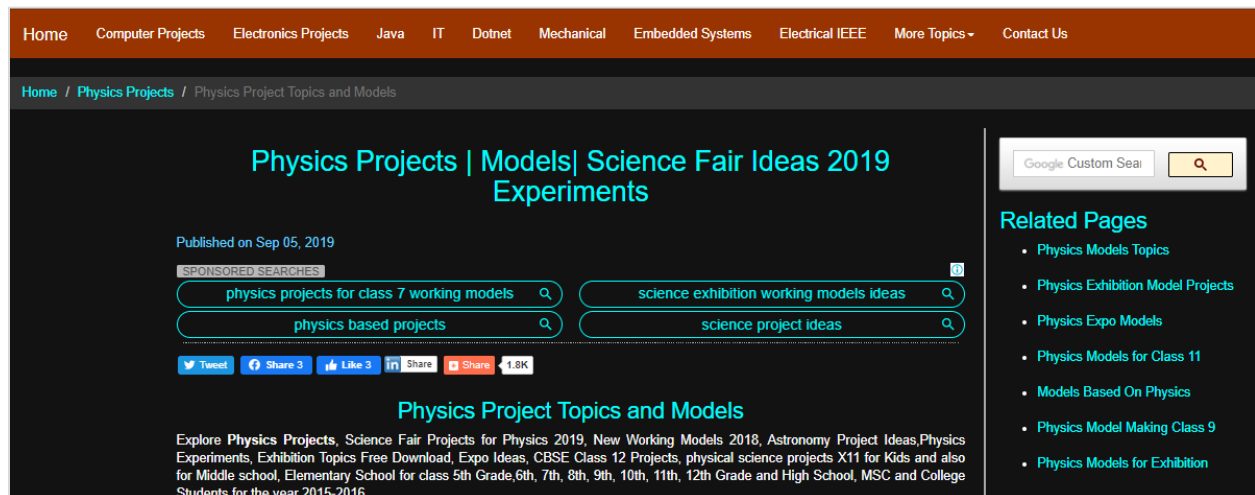 Home Computer Projects Electronics Projects Java IT Dotnet Mechanical Embedded Systems Electrical IEEE More Topics Contact Us
Home / Physics Projects / Physics Project Topics and Models
Physics Projects | Models| Science Fair Ideas 2019
Experiments
Published on Sep 05, 2019
SPONSORED SEARCHES
physics projects for class 7 working models
science exhibition working models ideas
physics based projects
science project ideas
Tweet Share 3 Like 3 in Share Share 1.8K
Physics Project Topics and Models
Explore Physics Projects, Science Fair Projects for Physics 2019, New Working Models 2018, Astronomy Project Ideas,Physics
Experiments, Exhibition Topics Free Download, Expo Ideas, CBSE Class 12 Projects, physical science projects X11 for Kids and also
for Middle school, Elementary School for class 5th Grade,6th, 7th, 8th, 9th, 10th, 11th, 12th Grade and High School, MSC and College
Students for the year 2015-2016
Google Custom Sear
Related Pages
Physics Models Topics
Physics Exhibition Model Projects
Physics Expo Models
Physics Models for Class 11
Models Based On Physics
Physics Model Making Class 9
Physics Models for Exhibition